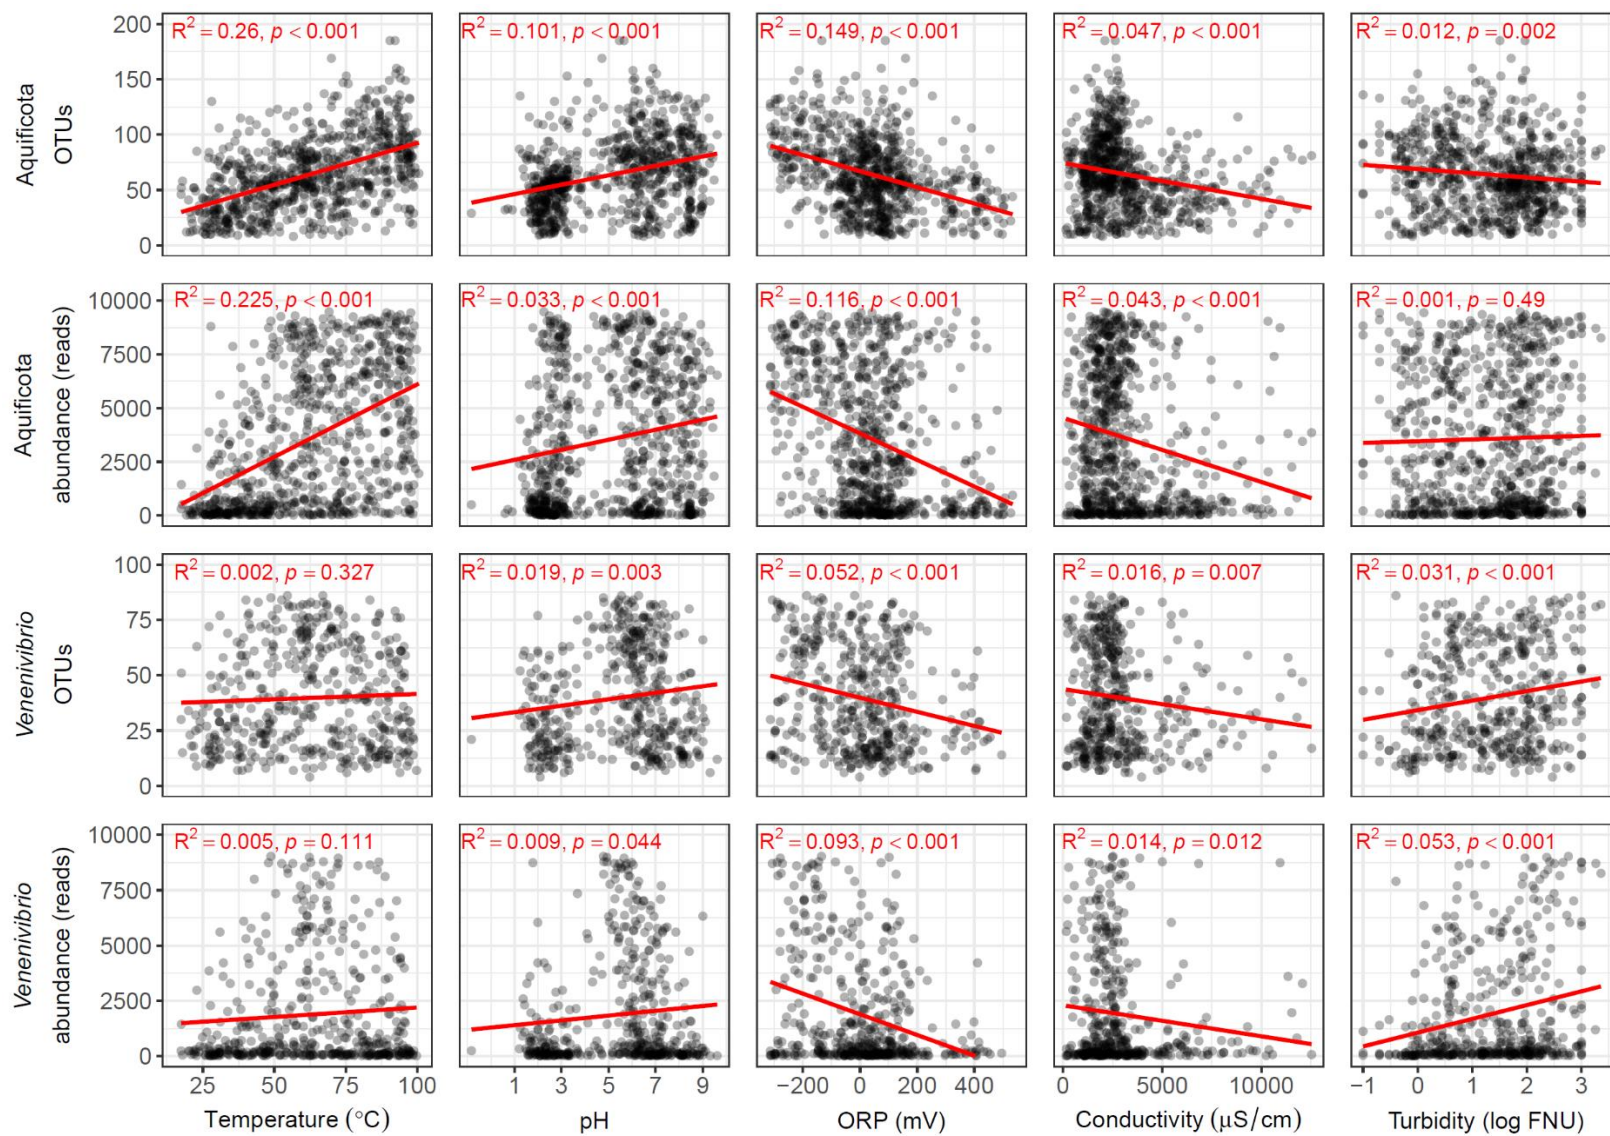 R² = 0.26, p < 0.001
R² = 0.101, p < 0.001
R² = 0.149, p < 0.001
R² = 0.047, p < 0.001
R² = 0.012, p = 0.002
Aquificota
OTUs
200
150
100
50
0
R² = 0.225, p < 0.001
R² = 0.033, p < 0.001
R² = 0.116, p < 0.001
R² = 0.043, p < 0.001
R² = 0.001, p = 0.49
Aquificota
abundance (reads)
10000
7500
5000
2500
0
R² = 0.002, p = 0.327
R² = 0.019, p = 0.003
R² = 0.052, p < 0.001
R² = 0.016, p = 0.007
R² = 0.031, p < 0.001
Venenivibrio
OTUs
100
75
50
25
0
R² = 0.005, p = 0.111
R² = 0.009, p = 0.044
R² = 0.093, p < 0.001
R² = 0.014, p = 0.012
R² = 0.053, p < 0.001
Venenivibrio
abundance (reads)
10000
7500
5000
2500
0
25 50 75 100
1 3 5 7 9
−200 0 200 400
0 5000 10000
−1 0 1 2 3
Temperature (°C)
pH
ORP (mV)
Conductivity (μS/cm)
Turbidity (log FNU)